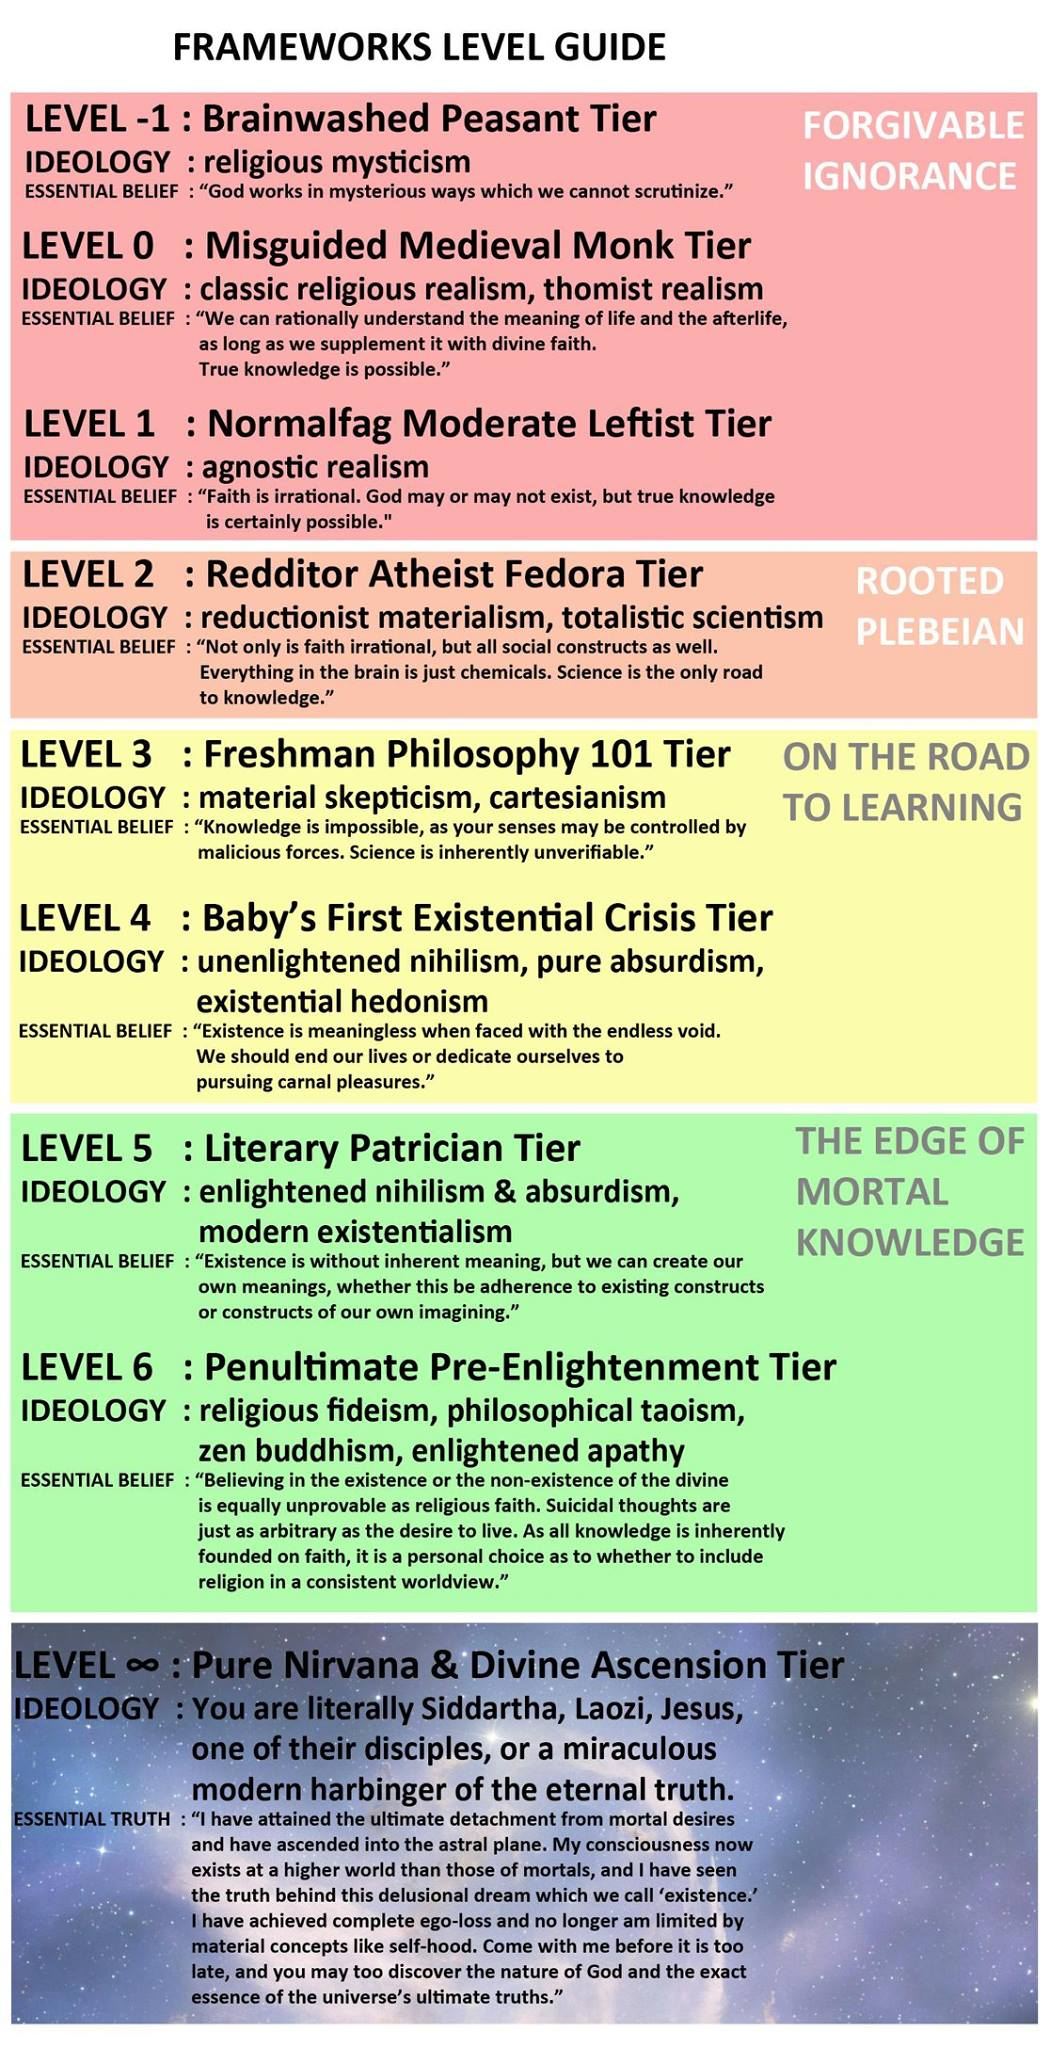 FRAMEWORKS LEVEL GUIDE
LEVEL -1 : Brainwashed Peasant Tier
FORGIVABLE
IGNORANCE
IDEOLOGY : religious mysticism
ESSENTIAL BELIEF : “God works in mysterious ways which we cannot scrutinize.”
LEVEL 0 : Misguided Medieval Monk Tier
IDEOLOGY : classic religious realism, thomist realism
ESSENTIAL BELIEF : “We can rationally understand the meaning of life and the afterlife,
as long as we supplement it with divine faith.
True knowledge is possible.”
LEVEL 1 : Normalfag Moderate Leftist Tier
IDEOLOGY : agnostic realism
ESSENTIAL BELIEF : “Faith is irrational. God may or may not exist, but true knowledge
is certainly possible."
LEVEL 2 : Redditor Atheist Fedora Tier
ROOTED
PLEBEIAN
IDEOLOGY : reductionist materialism, totalistic scientism
ESSENTIAL BELIEF : “Not only is faith irrational, but all social constructs as well.
Everything in the brain is just chemicals. Science is the only road
to knowledge.”
LEVEL 3 : Freshman Philosophy 101 Tier
ON THE ROAD
TO LEARNING
IDEOLOGY : material skepticism, cartesianism
ESSENTIAL BELIEF : “Knowledge is impossible, as your senses may be controlled by
malicious forces. Science is inherently unverifiable.”
LEVEL 4 : Baby’s First Existential Crisis Tier
IDEOLOGY : unenlightened nihilism, pure absurdism,
existential hedonism
ESSENTIAL BELIEF : “Existence is meaningless when faced with the endless void.
We should end our lives or dedicate ourselves to
pursuing carnal pleasures.”
LEVEL 5 : Literary Patrician Tier
THE EDGE OF
MORTAL
KNOWLEDGE
IDEOLOGY : enlightened nihilism & absurdism,
modern existentialism
ESSENTIAL BELIEF : “Existence is without inherent meaning, but we can create our
own meanings, whether this be adherence to existing constructs
or constructs of our own imagining.”
LEVEL 6 : Penultimate Pre-Enlightenment Tier
IDEOLOGY : religious fideism, philosophical taoism,
zen buddhism, enlightened apathy
ESSENTIAL BELIEF : “Believing in the existence or the non-existence of the divine
is equally unprovable as religious faith. Suicidal thoughts are
just as arbitrary as the desire to live. As all knowledge is inherently
founded on faith, it is a personal choice as to whether to include
religion in a consistent worldview.”
LEVEL ∞ : Pure Nirvana & Divine Ascension Tier
IDEOLOGY : You are literally Siddartha, Laozi, Jesus,
one of their disciples, or a miraculous
modern harbinger of the eternal truth.
ESSENTIAL TRUTH : “I have attained the ultimate detachment from mortal desires
and have ascended into the astral plane. My consciousness now
exists at a higher world than those of mortals, and I have seen
the truth behind this delusional dream which we call ‘existence.’
I have achieved complete ego-loss and no longer am limited by
material concepts like self-hood. Come with me before it is too
late, and you may too discover the nature of God and the exact
essence of the universe’s ultimate truths.”